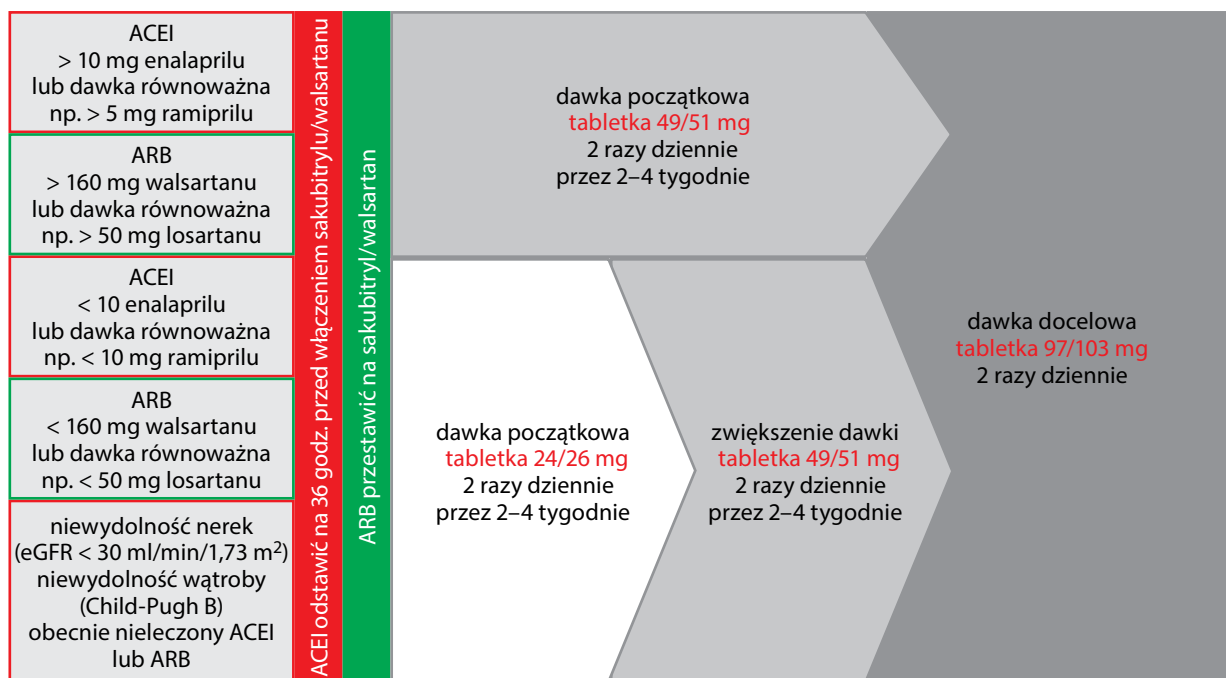 ACEI
> 10 mg enalaprilu
lub dawka równoważna
np. > 5 mg ramiprilu
ARB
> 160 mg walsartanu
lub dawka równoważna
np. > 50 mg losartanu
ACEI
< 10 enalaprilu
lub dawka równoważna
np. < 10 mg ramiprilu
ARB
< 160 mg walsartanu
lub dawka równoważna
np. < 50 mg losartanu
niewydolność nerek
(eGFR < 30 ml/min/1,73 m²)
niewydolność wątroby
(Child-Pugh B)
obecnie nieleczony ACEI
lub ARB
ACEI odstawić na 36 godz. przed włączeniem sakubitrylu/walsartanu
ARB przestawić na sakubitryl/walsartan
dawka początkowa
tabletka 49/51 mg
2 razy dziennie
przez 2–4 tygodnie
dawka początkowa
tabletka 24/26 mg
2 razy dziennie
przez 2–4 tygodnie
zwiększenie dawki
tabletka 49/51 mg
2 razy dziennie
przez 2–4 tygodnie
dawka docelowa
tabletka 97/103 mg
2 razy dziennie